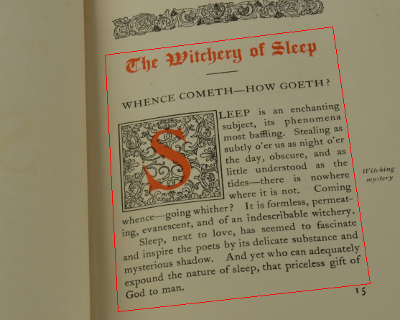 The Witchery of Sleep
WHENCE COMETH—HOW GOETH?
SLEEP is an enchanting
subject, its phenomena
most baffling. Stealing as
subtly o'er us as night o'er
the day, obscure, and as
little understood as the
tides—there is nowhere
where it is not. Coming
whence—going whither? It is formless, permeat-
ing, evanescent, and of an indescribable witchery.
Sleep, next to love, has seemed to fascinate
and inspire the poets by its delicate substance and
mysterious shadow. And yet who can adequately
expound the nature of sleep, that priceless gift of
God to man.
Witching
mystery
15